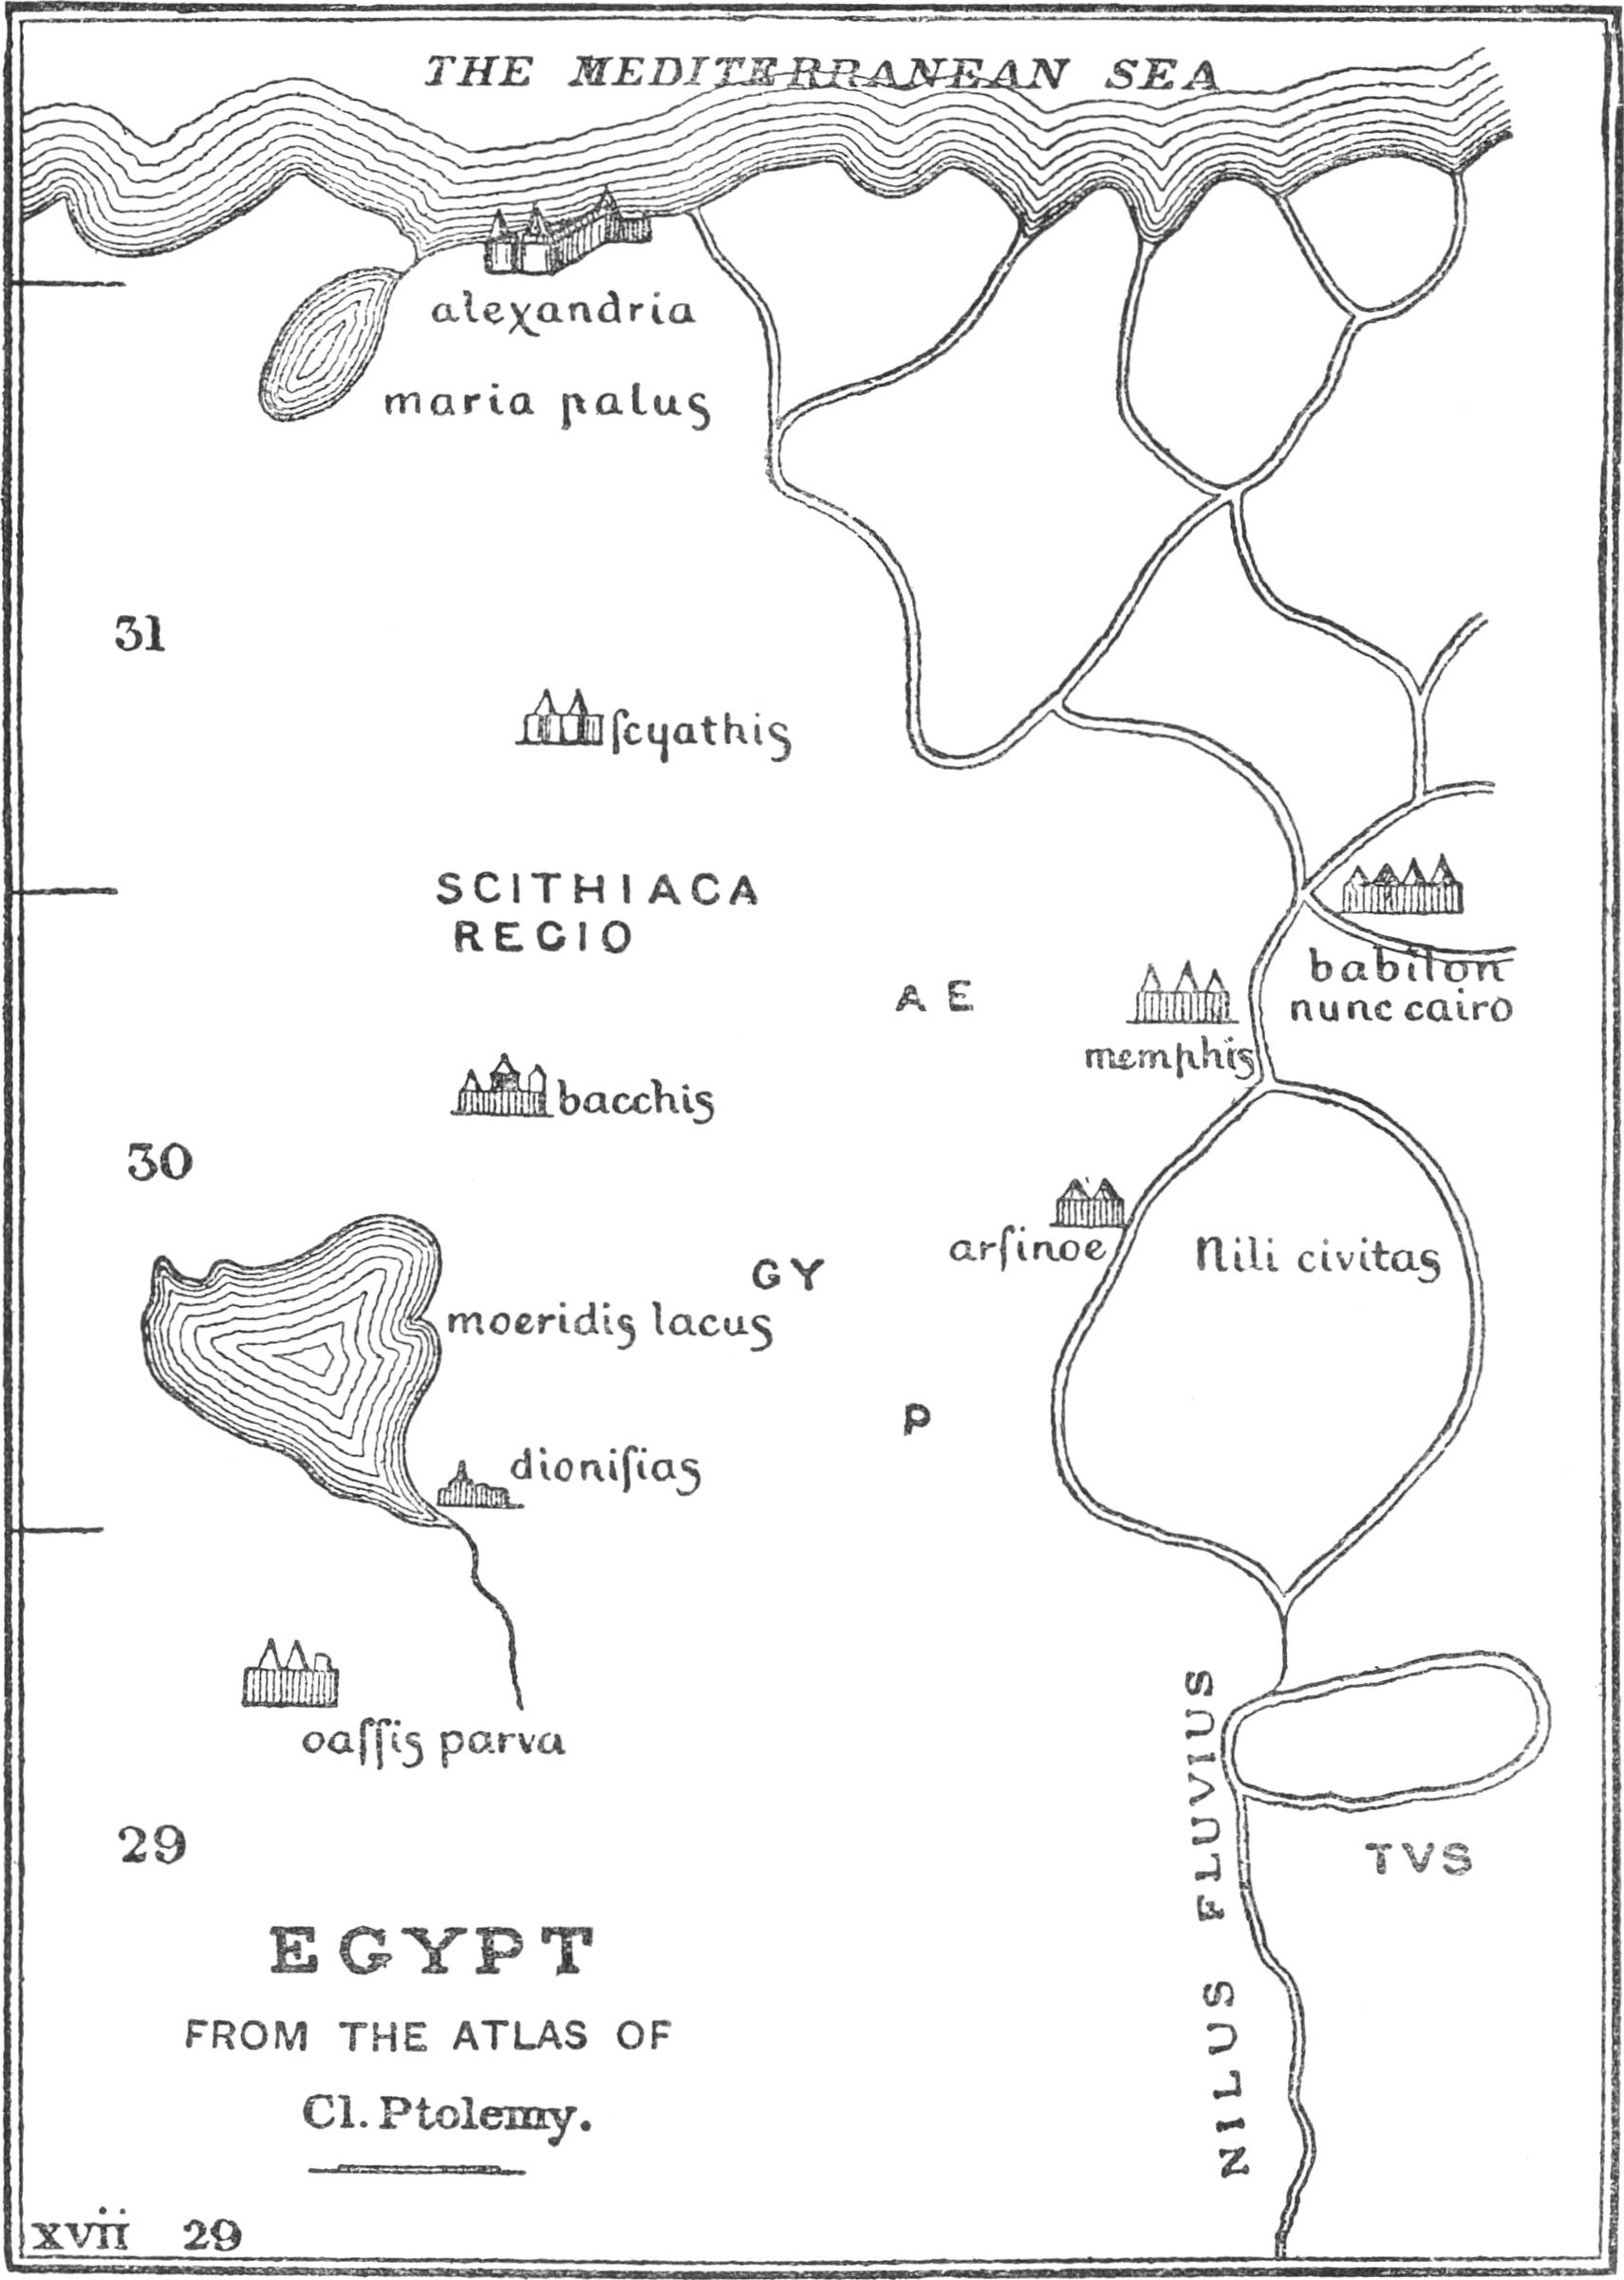 THE MEDITERRANEAN SEA
alexandria
maria palus
31
ſcyathis
SCITHIACA
REGIO
AE
babilon
nunc cairo
memphis
bacchis
30
arſinoe
Nili civitas
GY
moeridis lacus
P
dioniſias
oaſſis parva
NILUS FLUVIUS
29
TVS
EGYPT
FROM THE ATLAS OF
Cl. Ptolemy.
xvii 29